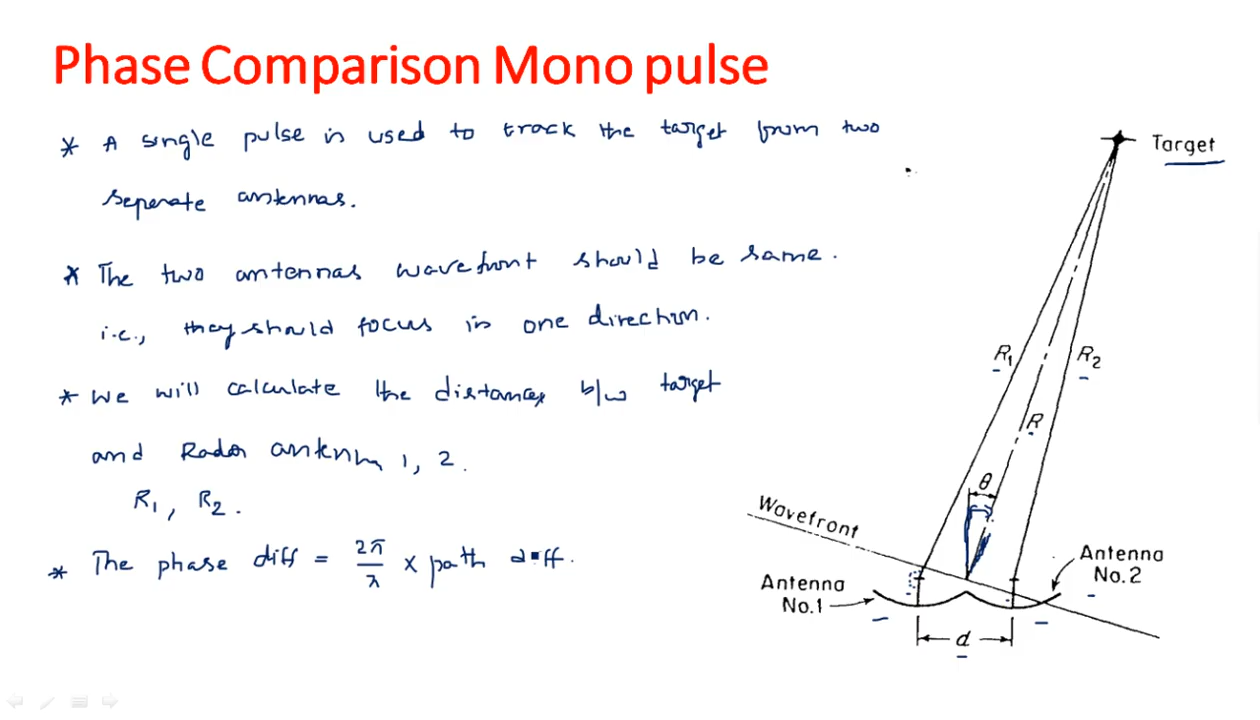 Phase Comparison Mono pulse
* A single pulse is used to track the target from two
seperate antennas.
* The two antennas wavefront should be same.
i.e., they should focus in one direction.
* We will calculate the distances b/w target
and Radar antenna 1, 2.
R1, R2.
* The phase diff = 2π/λ × path diff.
Target
R1
R2
R
θ
Wavefront
Antenna
No.1
Antenna
No.2
d